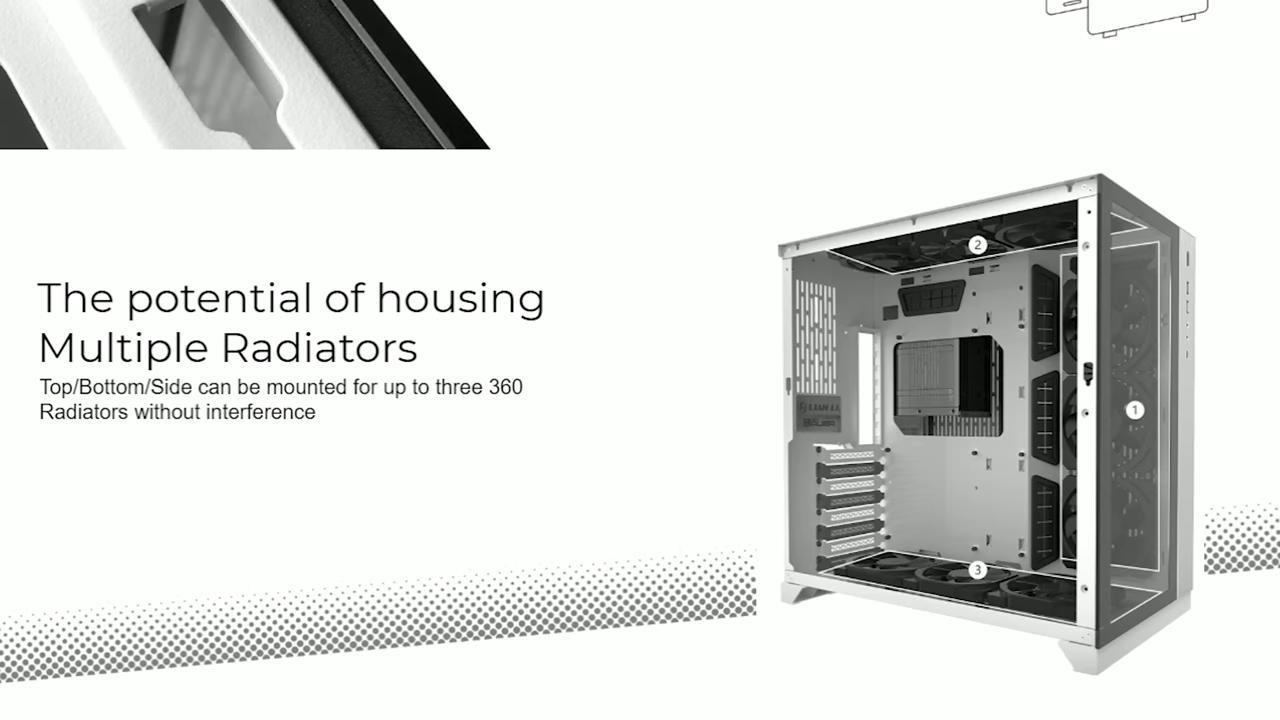 The potential of housing
Multiple Radiators
Top/Bottom/Side can be mounted for up to three 360
Radiators without interference
2
1
3